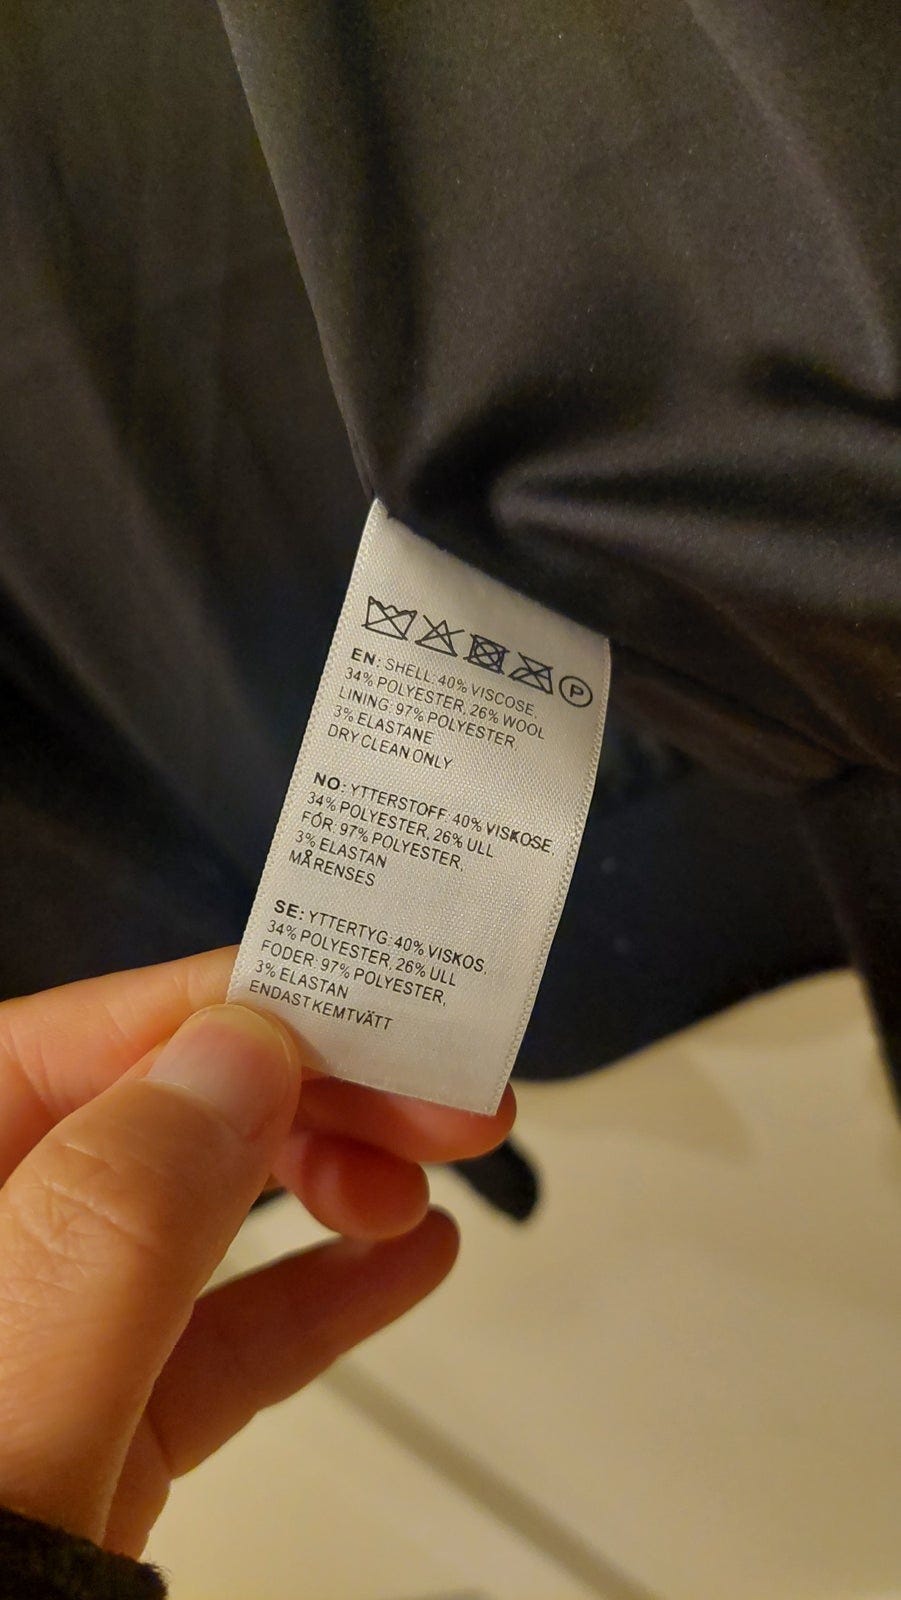 P
EN: SHELL: 40% VISCOSE,
34% POLYESTER, 26% WOOL
LINING: 97% POLYESTER
3% ELASTANE
DRY CLEAN ONLY
NO: YTTERSTOFF: 40% VISKOSE,
34% POLYESTER, 26% ULL
FÓR: 97% POLYESTER,
3% ELASTAN
MÅ RENSES
SE: YTTERTYG: 40% VISKOS,
34% POLYESTER, 26% ULL
FODER: 97% POLYESTER,
3% ELASTAN
ENDAST KEMTVÄTT